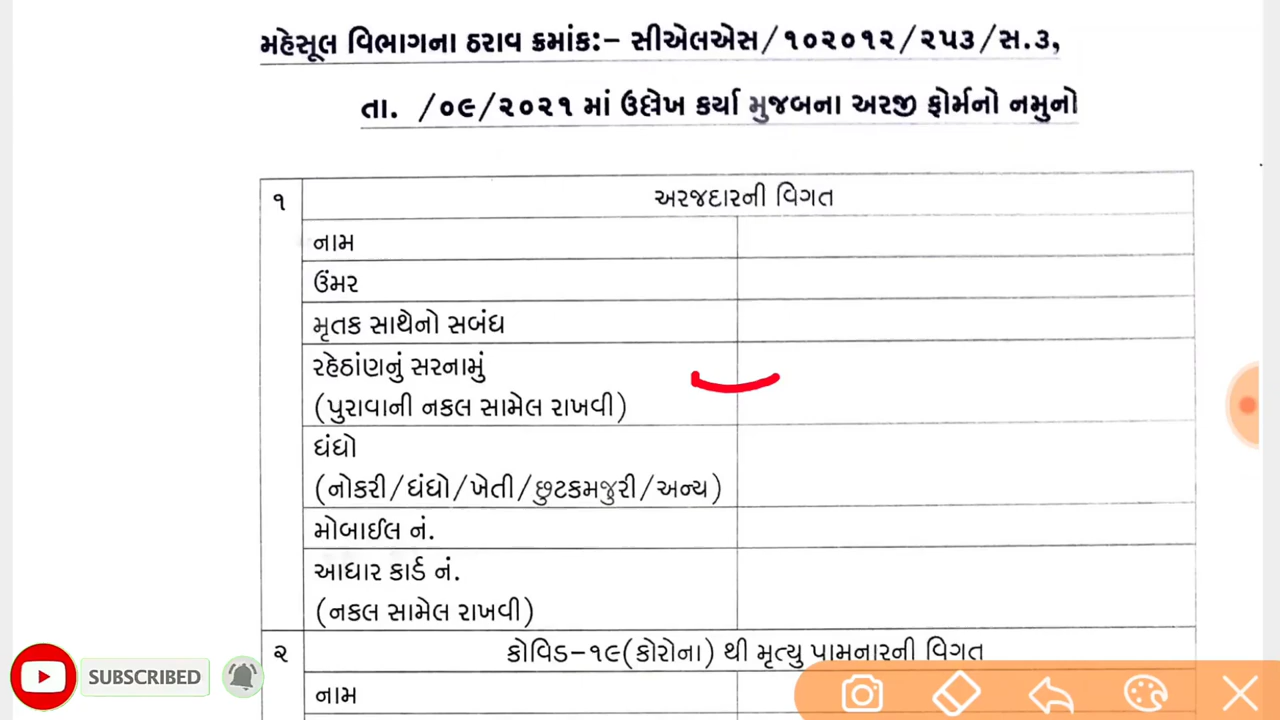 મહેસૂલ વિભાગના ઠરાવ ક્રમાંક:- સીએલએસ/૧૦૨૦૧૨/૨૫૩/સ.૩,
તા. /૦૯/૨૦૨૧ માં ઉલ્લેખ કર્યા મુજબના અરજી ફોર્મનો નમુનો
૧ અરજદારની વિગત
નામ
ઉંમર
મૃતક સાથેનો સબંધ
રહેઠાંણનું સરનામું
(પુરાવાની નકલ સામેલ રાખવી)
ધંધો
(નોકરી/ધંધો/ખેતી/છુટકમજુરી/અન્ય)
મોબાઈલ નં.
આધાર કાર્ડ નં.
(નકલ સામેલ રાખવી)
૨ કોવિડ-૧૯(કોરોના) થી મૃત્યુ પામનારની વિગત
SUBSCRIBED
નામ